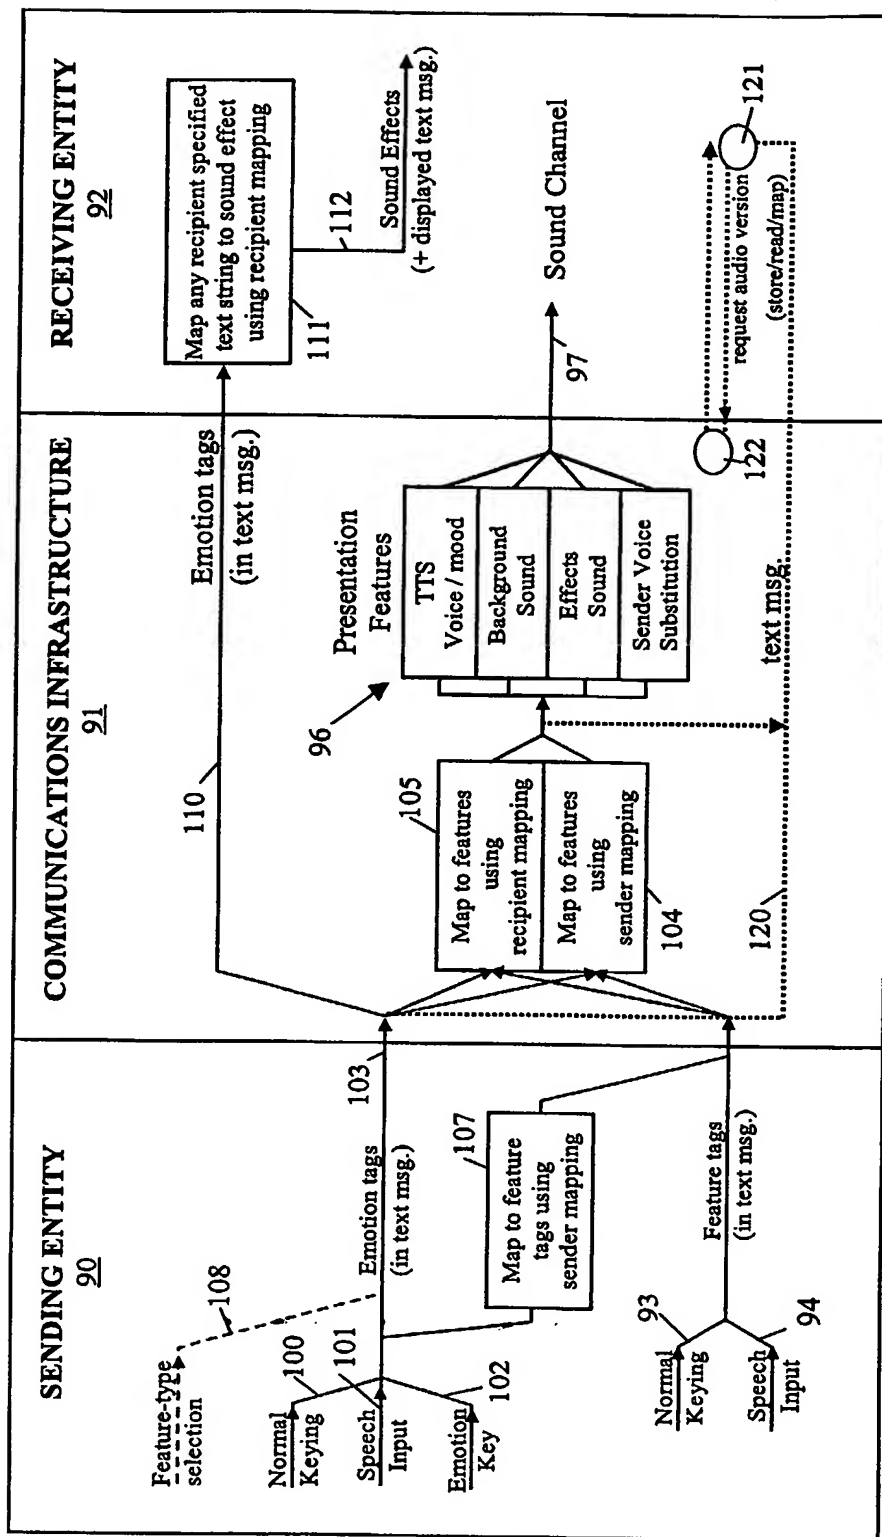 SENDING ENTITY
90
Feature-type
selection
108
Normal
Keying
100
Speech
Input
101
Emotion
Key
102
Emotion tags
(in text msg.)
103
Map to feature
tags using
sender mapping
107
Normal
Keying
93
Speech
Input
94
Feature tags
(in text msg.)
COMMUNICATIONS INFRASTRUCTURE
91
110
Emotion tags
(in text msg.)
105
Map to features
using
recipient mapping
Map to features
using
sender mapping
104
96
Presentation
Features
TTS
Voice / mood
Background
Sound
Effects
Sound
Sender Voice
Substitution
120
text msg.
122
RECEIVING ENTITY
92
Map any recipient specified
text string to sound effect
using recipient mapping
111
112
Sound Effects
(+ displayed text msg.)
97
Sound Channel
request audio version
(store/read/map)
121